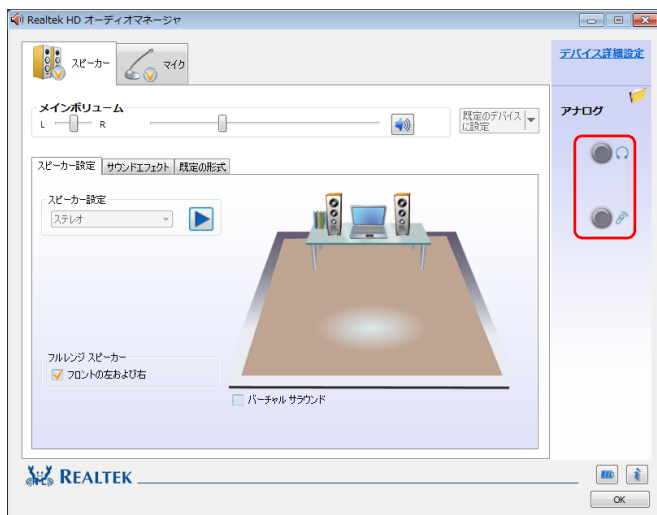 Realtek HD オーディオマネージャ
スピーカー
マイク
デバイス詳細設定
メインボリューム
L
R
既定のデバイス
に設定
アナログ
スピーカー設定
サウンドエフェクト
既定の形式
スピーカー設定
ステレオ
フルレンジ スピーカー
フロントの左および右
バーチャル サラウンド
REALTEK
OK